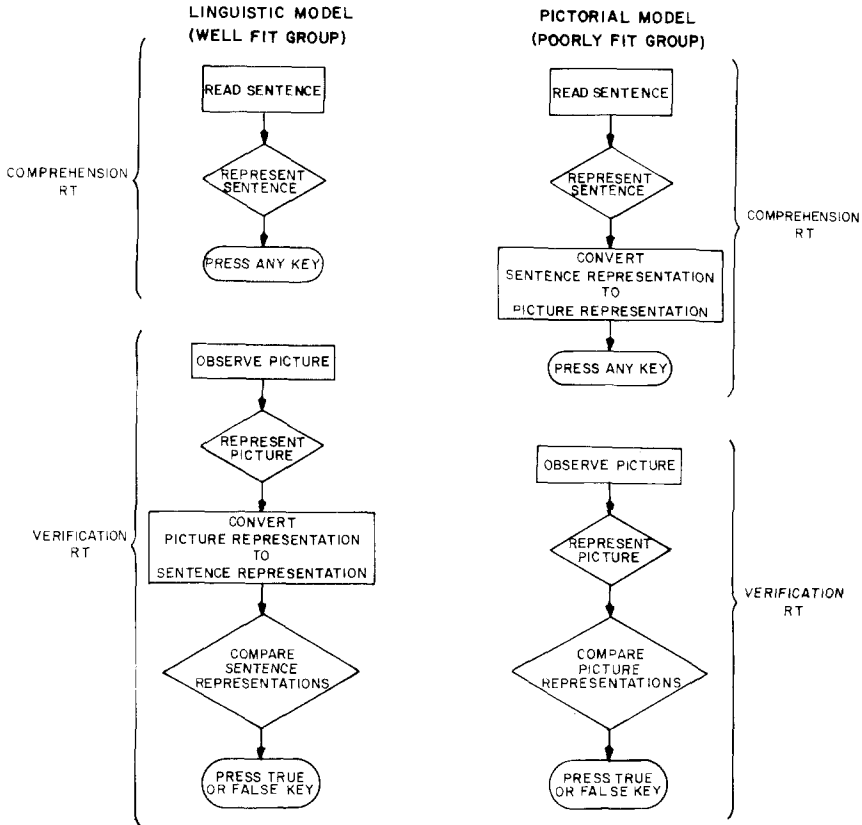 LINGUISTIC MODEL
(WELL FIT GROUP)
READ SENTENCE
REPRESENT
SENTENCE
PRESS ANY KEY
COMPREHENSION
RT
OBSERVE PICTURE
REPRESENT
PICTURE
CONVERT
PICTURE REPRESENTATION
TO
SENTENCE REPRESENTATION
COMPARE
SENTENCE
REPRESENTATIONS
PRESS TRUE
OR FALSE KEY
VERIFICATION
RT
PICTORIAL MODEL
(POORLY FIT GROUP)
READ SENTENCE
REPRESENT
SENTENCE
CONVERT
SENTENCE REPRESENTATION
TO
PICTURE REPRESENTATION
PRESS ANY KEY
COMPREHENSION
RT
OBSERVE PICTURE
REPRESENT
PICTURE
COMPARE
PICTURE
REPRESENTATIONS
PRESS TRUE
OR FALSE KEY
VERIFICATION
RT